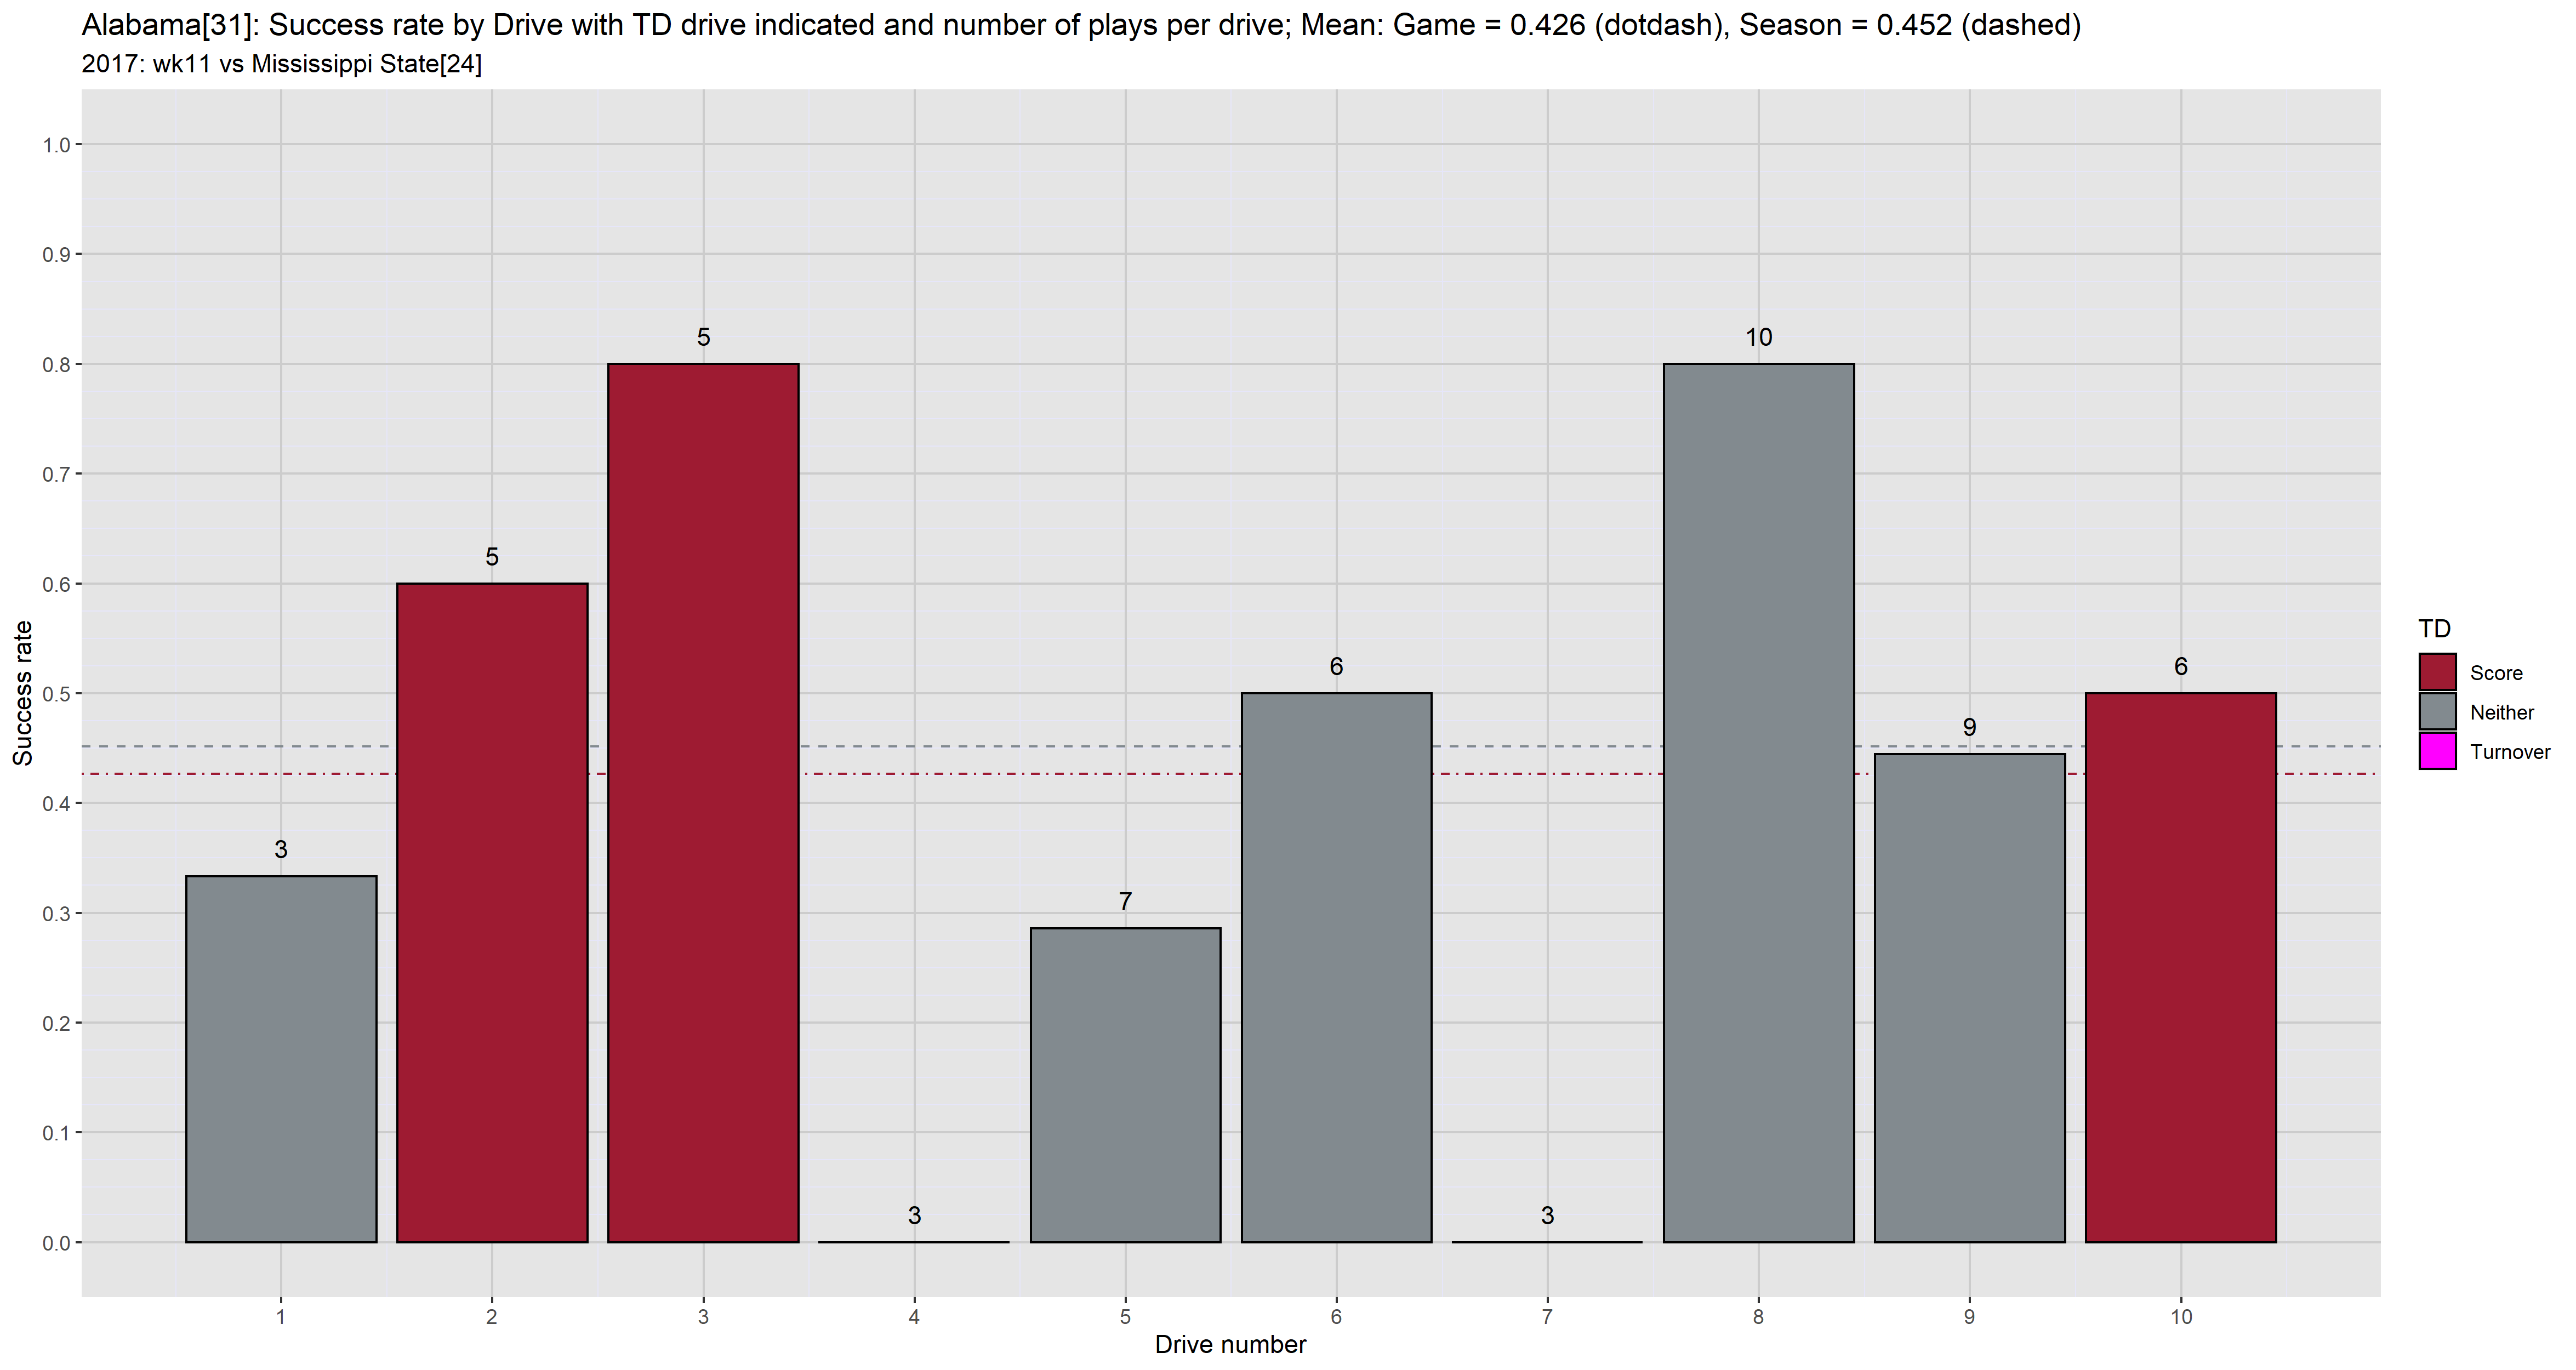 Alabama[31]: Success rate by Drive with TD drive indicated and number of plays per drive; Mean: Game = 0.426 (dotdash), Season = 0.452 (dashed)
2017: wk11 vs Mississippi State[24]
Success rate
1.0
0.9
0.8
0.7
0.6
0.5
0.4
0.3
0.2
0.1
0.0
3
5
5
3
7
6
3
10
9
6
1 2 3 4 5 6 7 8 9 10
Drive number
TD
Score
Neither
Turnover